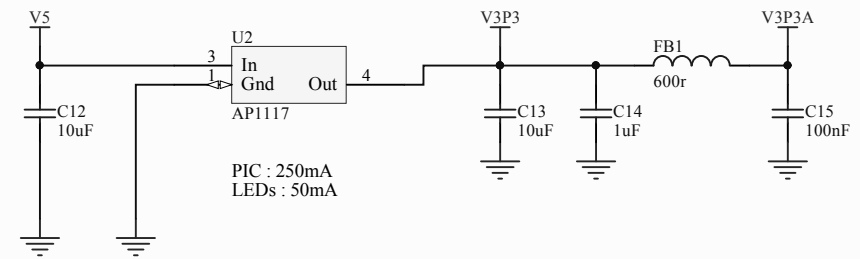 V5
V3P3
V3P3A
U2
FB1
3
In
1
Gnd
Out
4
600r
AP1117
C12
10uF
C13
10uF
C14
1uF
C15
100nF
PIC : 250mA
LEDs : 50mA